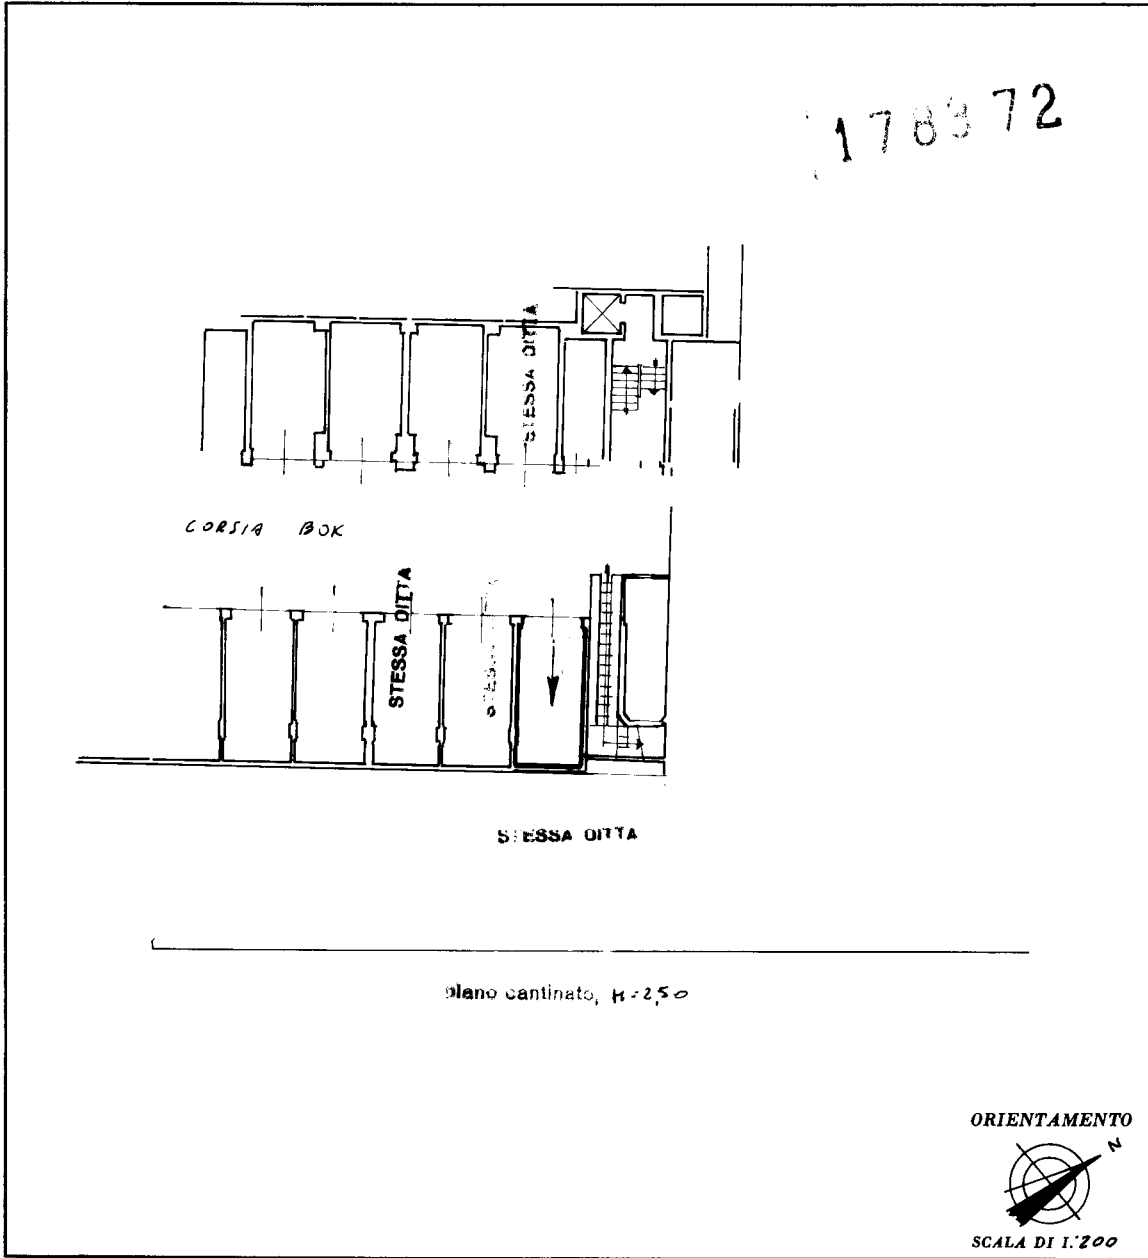 178372
STESSA DITTA
CORSIA BOX
STESSA DITTA
STESSA DITTA
piano cantinato, H=2,50
ORIENTAMENTO
N
SCALA DI 1:200